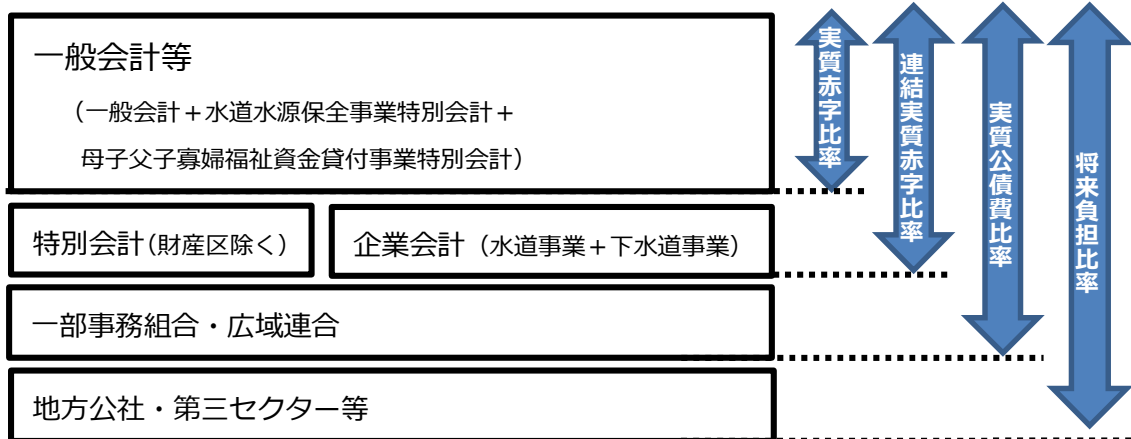 一般会計等
（一般会計＋水道水源保全事業特別会計＋
母子父子寡婦福祉資金貸付事業特別会計）
特別会計（財産区除く）
企業会計（水道事業＋下水道事業）
一部事務組合・広域連合
地方公社・第三セクター等
実質赤字比率
連結実質赤字比率
実質公債費比率
将来負担比率